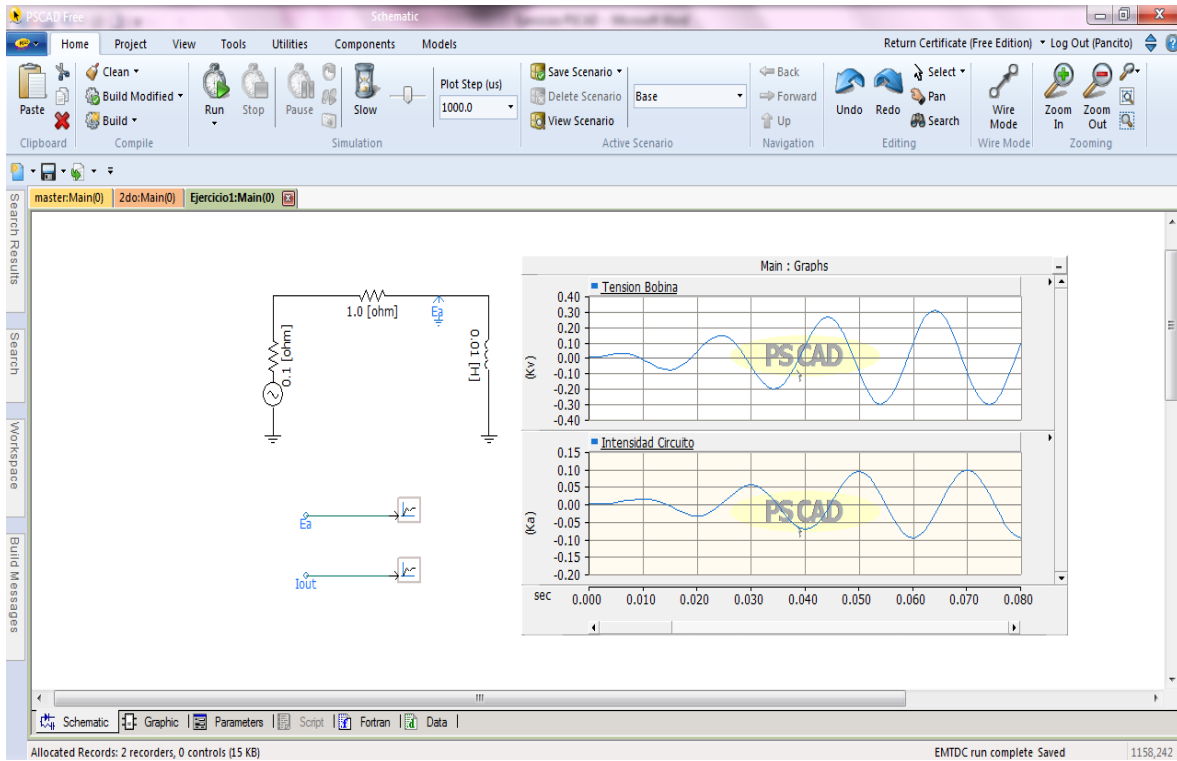 PSCAD Free
Schematic
Home Project View Tools Utilities Components Models
Return Certificate (Free Edition) Log Out (Pancito)
Paste
Clean
Build Modified
Build
Run
Stop
Pause
Slow
Plot Step (us)
1000.0
Save Scenario
Delete Scenario
View Scenario
Base
Back
Forward
Up
Undo
Redo
Select
Pan
Search
Wire
Mode
Zoom
In
Zoom
Out
Clipboard
Compile
Simulation
Active Scenario
Navigation
Editing
Wire Mode
Zooming
master:Main(0) 2do:Main(0) Ejercicio1:Main(0)
Search Results
Search
Workspace
Build Messages
1.0 [ohm]
Ea
0.1 [ohm]
0.01 [H]
Ea
Iout
Main : Graphs
Tension Bobina
(Kv)
0.40
0.30
0.20
0.10
0.00
-0.10
-0.20
-0.30
-0.40
PSCAD
Intensidad Circuito
(Ka)
0.15
0.10
0.05
0.00
-0.05
-0.10
-0.15
-0.20
PSCAD
sec 0.000 0.010 0.020 0.030 0.040 0.050 0.060 0.070 0.080
Schematic Graphic Parameters Script Fortran Data
Allocated Records: 2 recorders, 0 controls (15 KB)
EMTDC run complete Saved
1158,242